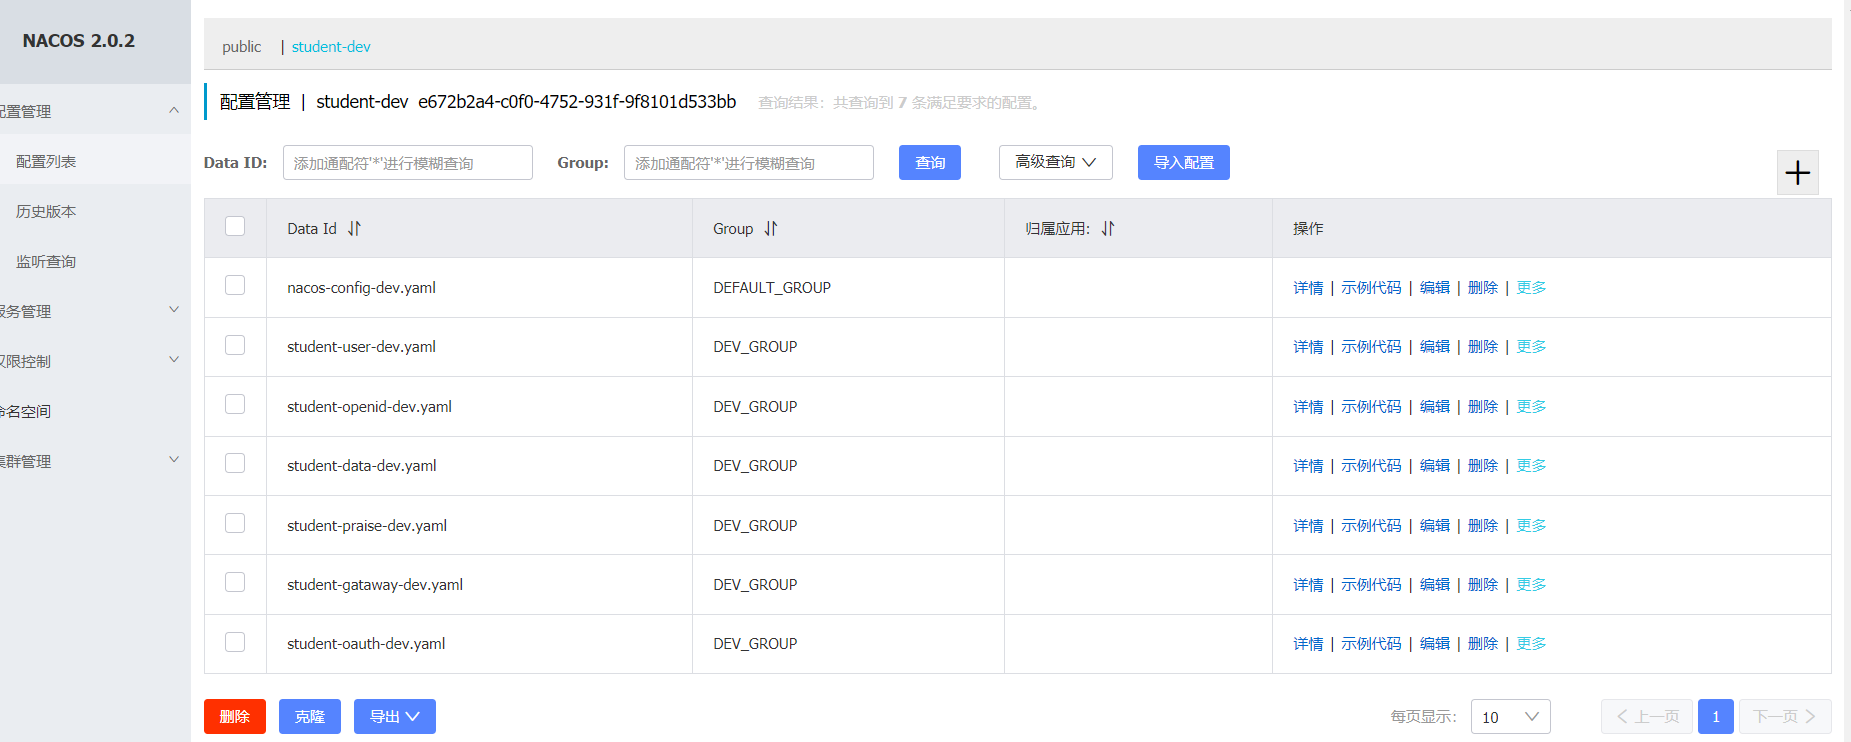 NACOS 2.0.2
public | student-dev
配置管理 | student-dev e672b2a4-c0f0-4752-931f-9f8101d533bb 查询结果：共查询到 7 条满足要求的配置。
配置管理
配置列表
历史版本
监听查询
服务管理
权限控制
命名空间
集群管理
Data ID: 添加通配符'*'进行模糊查询 Group: 添加通配符'*'进行模糊查询 查询 高级查询 导入配置
Data Id Group 归属应用: 操作
nacos-config-dev.yaml DEFAULT_GROUP 详情 | 示例代码 | 编辑 | 删除 | 更多
student-user-dev.yaml DEV_GROUP 详情 | 示例代码 | 编辑 | 删除 | 更多
student-openid-dev.yaml DEV_GROUP 详情 | 示例代码 | 编辑 | 删除 | 更多
student-data-dev.yaml DEV_GROUP 详情 | 示例代码 | 编辑 | 删除 | 更多
student-praise-dev.yaml DEV_GROUP 详情 | 示例代码 | 编辑 | 删除 | 更多
student-gataway-dev.yaml DEV_GROUP 详情 | 示例代码 | 编辑 | 删除 | 更多
student-oauth-dev.yaml DEV_GROUP 详情 | 示例代码 | 编辑 | 删除 | 更多
删除 克隆 导出 每页显示: 10 上一页 1 下一页